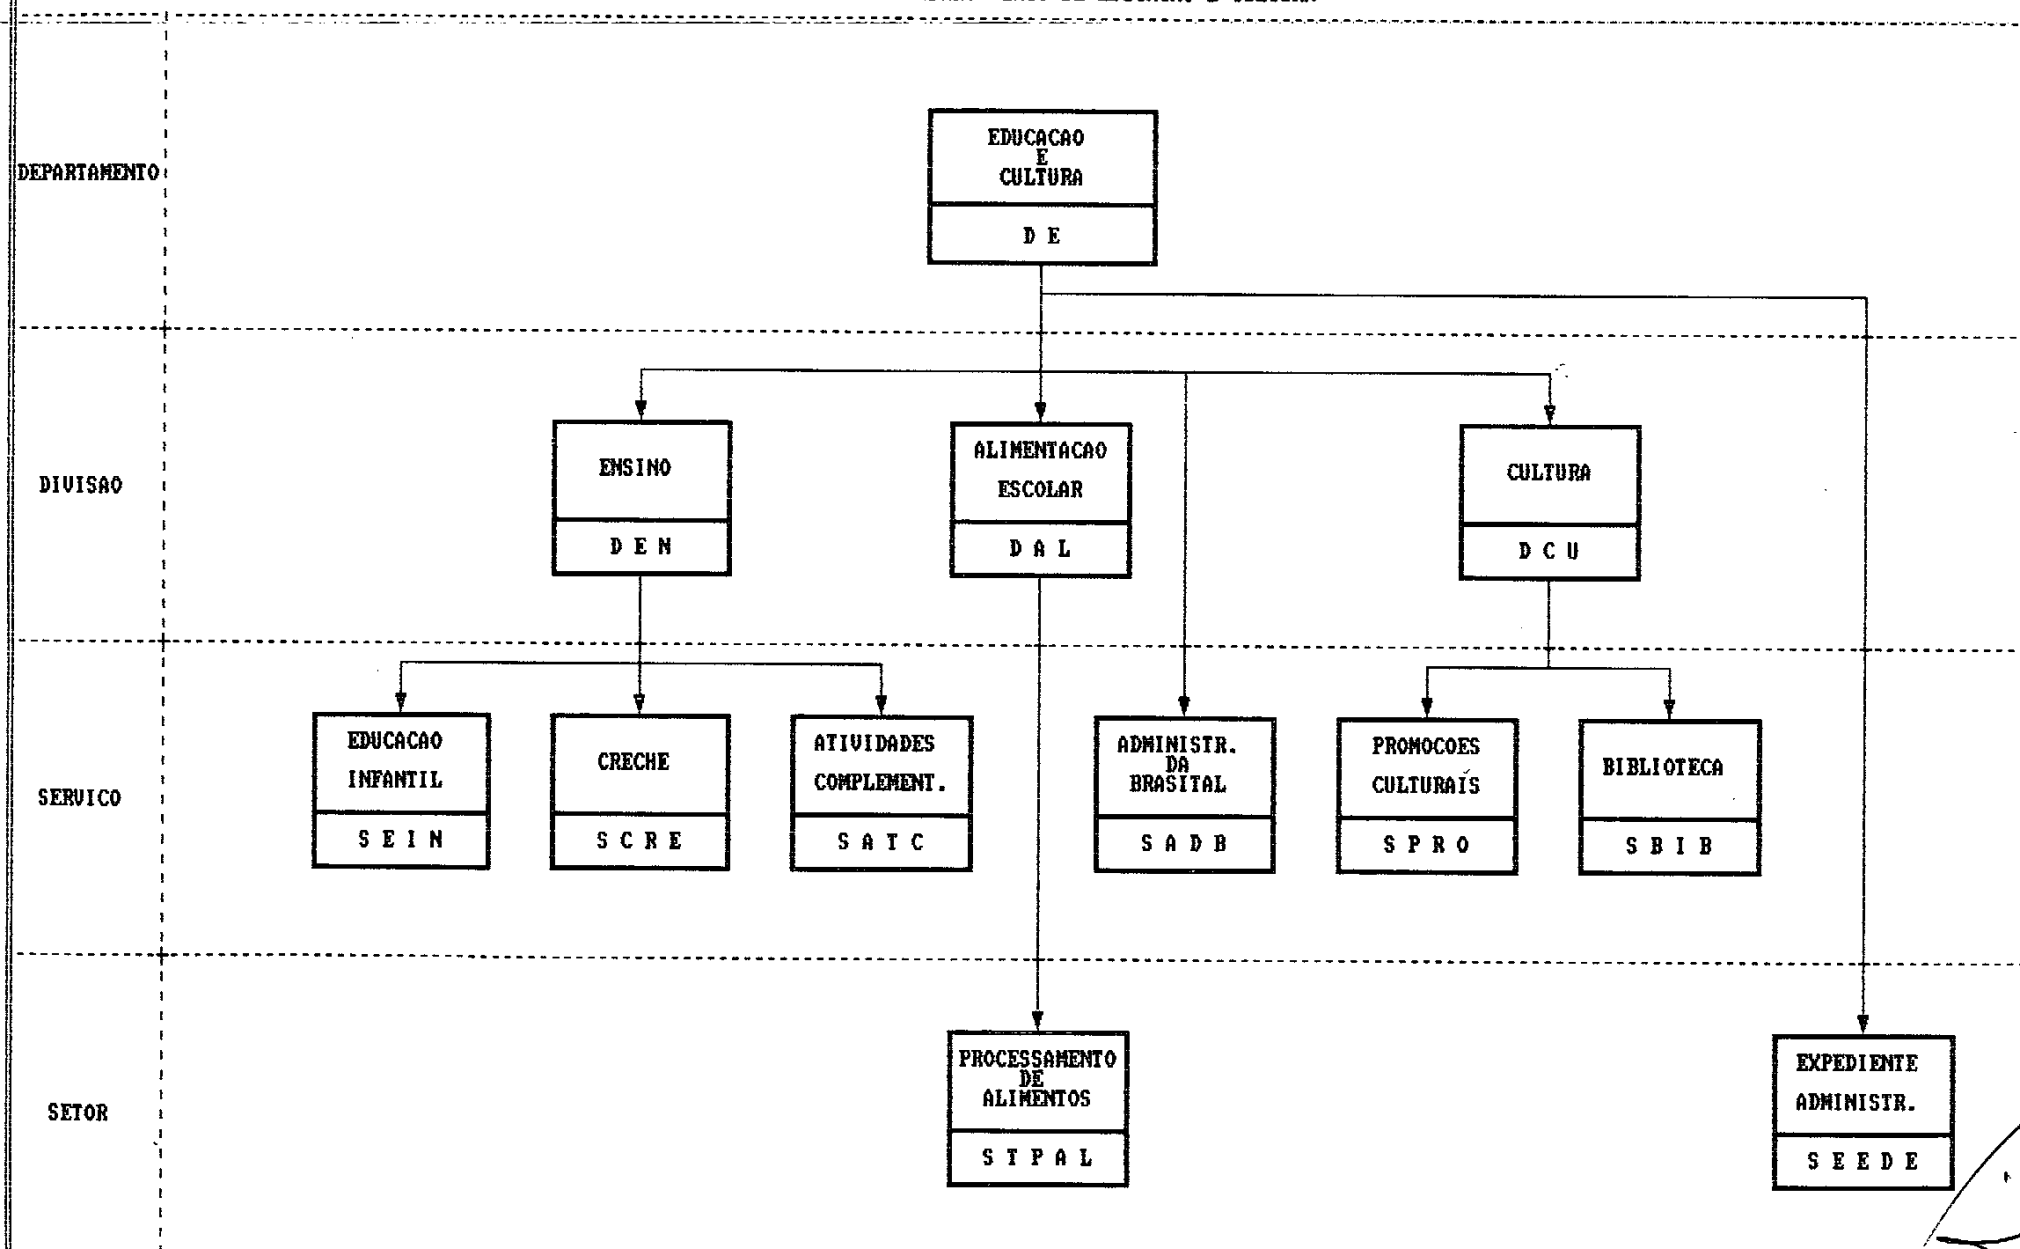 DEPARTAMENTO
EDUCACAO
E
CULTURA
D E
DIVISAO
ENSINO
D E N
ALIMENTACAO
ESCOLAR
D A L
CULTURA
D C U
SERVICO
EDUCACAO
INFANTIL
S E I N
CRECHE
S C R E
ATIVIDADES
COMPLEMENT.
S A T C
ADMINISTR.
DA
BRASITAL
S A D B
PROMOCOES
CULTURAÍS
S P R O
BIBLIOTECA
S B I B
SETOR
PROCESSAMENTO
DE
ALIMENTOS
S T P A L
EXPEDIENTE
ADMINISTR.
S E E D E